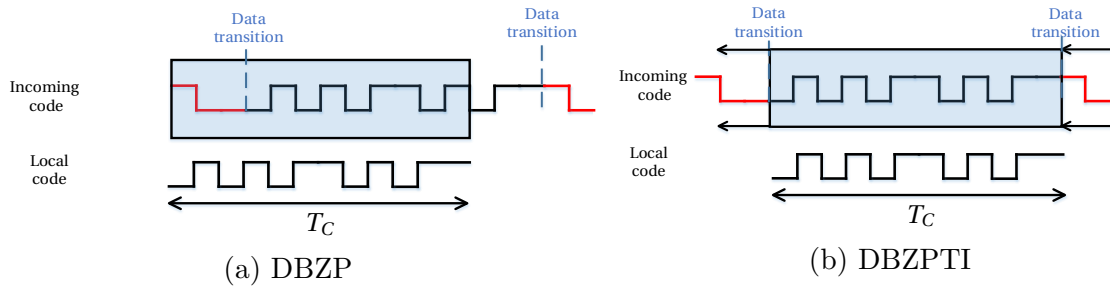 Data
transition
Incoming
code
Local
code
T_C
Data
transition
(a) DBZP
Data
transition
Data
transition
Incoming
code
Local
code
T_C
(b) DBZPTI